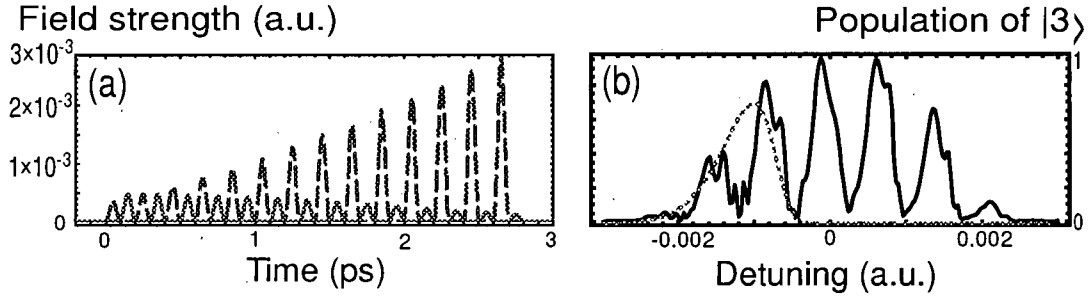 Field strength (a.u.)
Population of |3⟩
3×10⁻³
2×10⁻³
1×10⁻³
0
(a)
0 1 2 3
Time (ps)
(b)
1
0
-0.002 0 0.002
Detuning (a.u.)